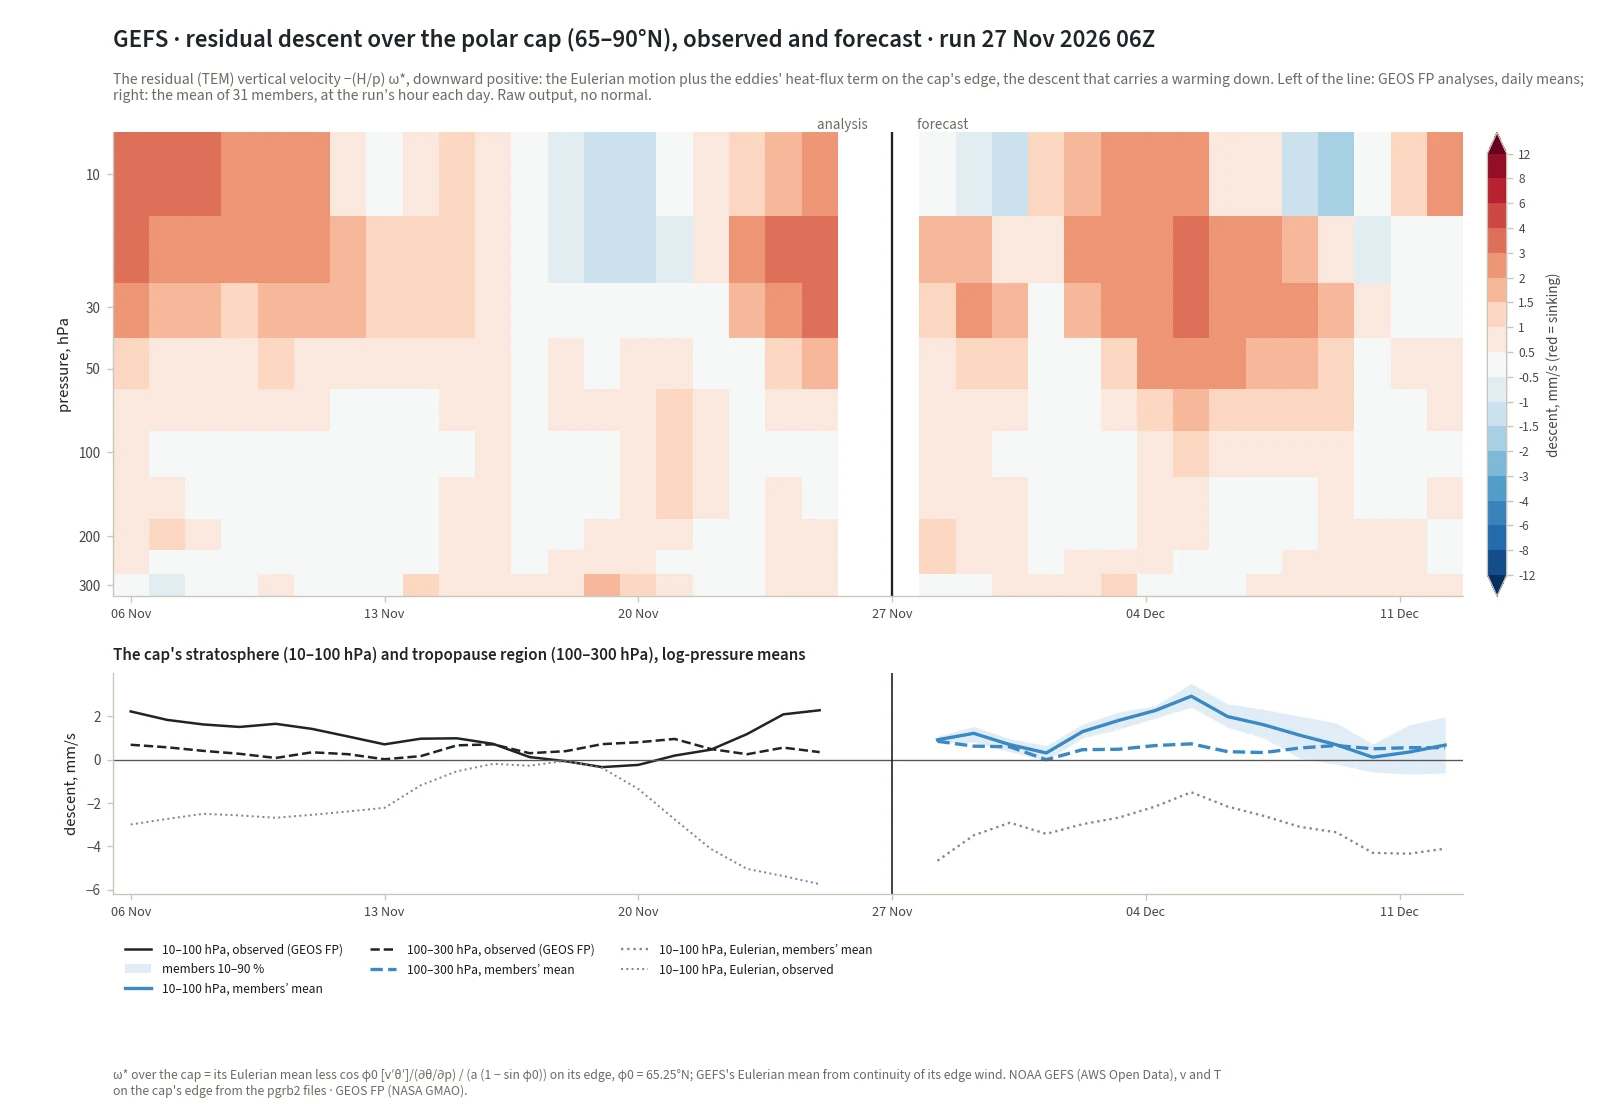 GEFS · residual descent over the polar cap (65–90°N), observed and forecast · run 27 Nov 2026 06Z
The residual (TEM) vertical velocity −(H/p) ω*, downward positive: the Eulerian motion plus the eddies' heat-flux term on the cap's edge, the descent that carries a warming down. Left of the line: GEOS FP analyses, daily means;
right: the mean of 31 members, at the run's hour each day. Raw output, no normal.
analysis
forecast
pressure, hPa
10
30
50
100
200
300
06 Nov
13 Nov
20 Nov
27 Nov
04 Dec
11 Dec
12
8
6
4
3
2
1.5
1
0.5
-0.5
-1
-1.5
-2
-3
-4
-6
-8
-12
descent, mm/s (red = sinking)
The cap's stratosphere (10–100 hPa) and tropopause region (100–300 hPa), log-pressure means
descent, mm/s
2
0
−2
−4
−6
06 Nov
13 Nov
20 Nov
27 Nov
04 Dec
11 Dec
10–100 hPa, observed (GEOS FP)
members 10–90 %
10–100 hPa, members’ mean
100–300 hPa, observed (GEOS FP)
100–300 hPa, members’ mean
10–100 hPa, Eulerian, members’ mean
10–100 hPa, Eulerian, observed
ω* over the cap = its Eulerian mean less cos φ0 [v′θ′]/(∂θ/∂p) / (a (1 − sin φ0)) on its edge, φ0 = 65.25°N; GEFS's Eulerian mean from continuity of its edge wind. NOAA GEFS (AWS Open Data), v and T
on the cap's edge from the pgrb2 files · GEOS FP (NASA GMAO).